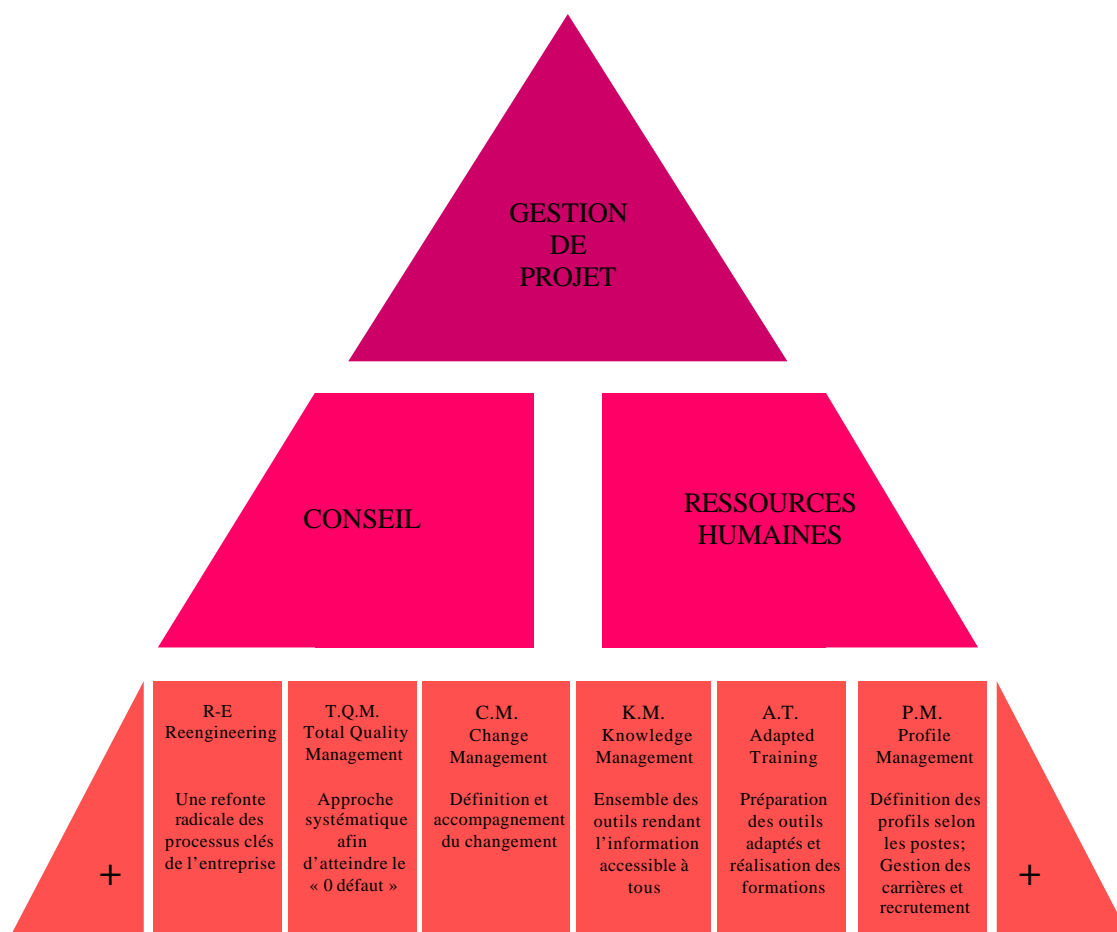 GESTION
DE
PROJET
CONSEIL
RESSOURCES
HUMAINES
+
R-E
Reengineering
Une refonte
radicale des
processus clés
de l’entreprise
T.Q.M.
Total Quality
Management
Approche
systématique
afin
d’atteindre le
« 0 défaut »
C.M.
Change
Management
Définition et
accompagnement
du changement
K.M.
Knowledge
Management
Ensemble des
outils rendant
l’information
accessible à
tous
A.T.
Adapted
Training
Préparation
des outils
adaptés et
réalisation des
formations
P.M.
Profile
Management
Définition des
profils selon
les postes;
Gestion des
carrières et
recrutement
+